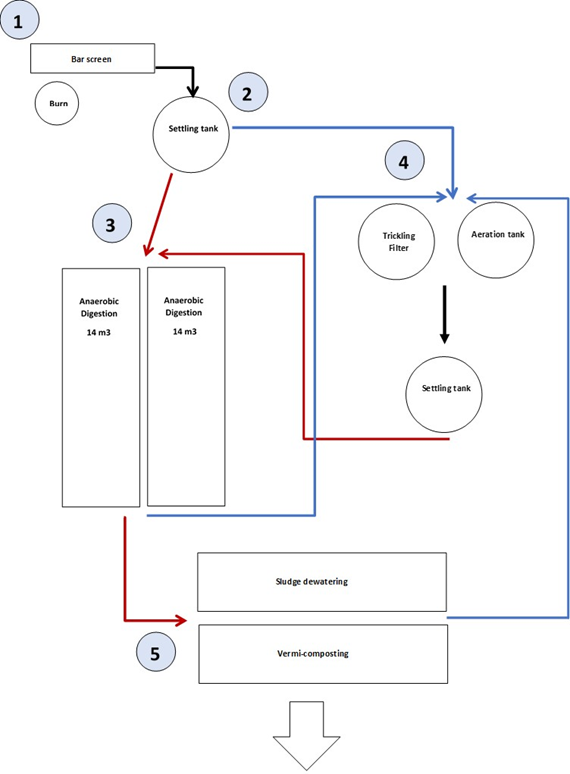 1
Bar screen
Burn
2
Settling tank
4
3
Trickling
Filter
Aeration tank
Anaerobic
Digestion
14 m3
Anaerobic
Digestion
14 m3
Settling tank
Sludge dewatering
5
Vermi-composting